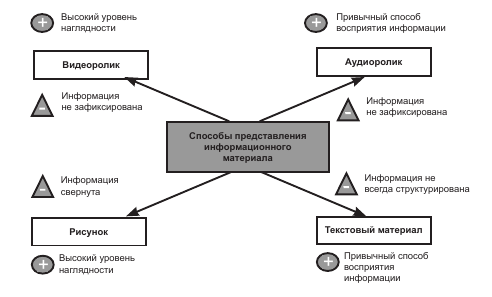 + Высокий уровень
наглядности
Видеоролик
- Информация
не зафиксирована
+ Привычный способ
восприятия информации
Аудиоролик
- Информация
не зафиксирована
Способы представления
информационного
материала
- Информация
свернута
Рисунок
+ Высокий уровень
наглядности
- Информация не
всегда структурирована
Текстовый материал
+ Привычный способ
восприятия
информации